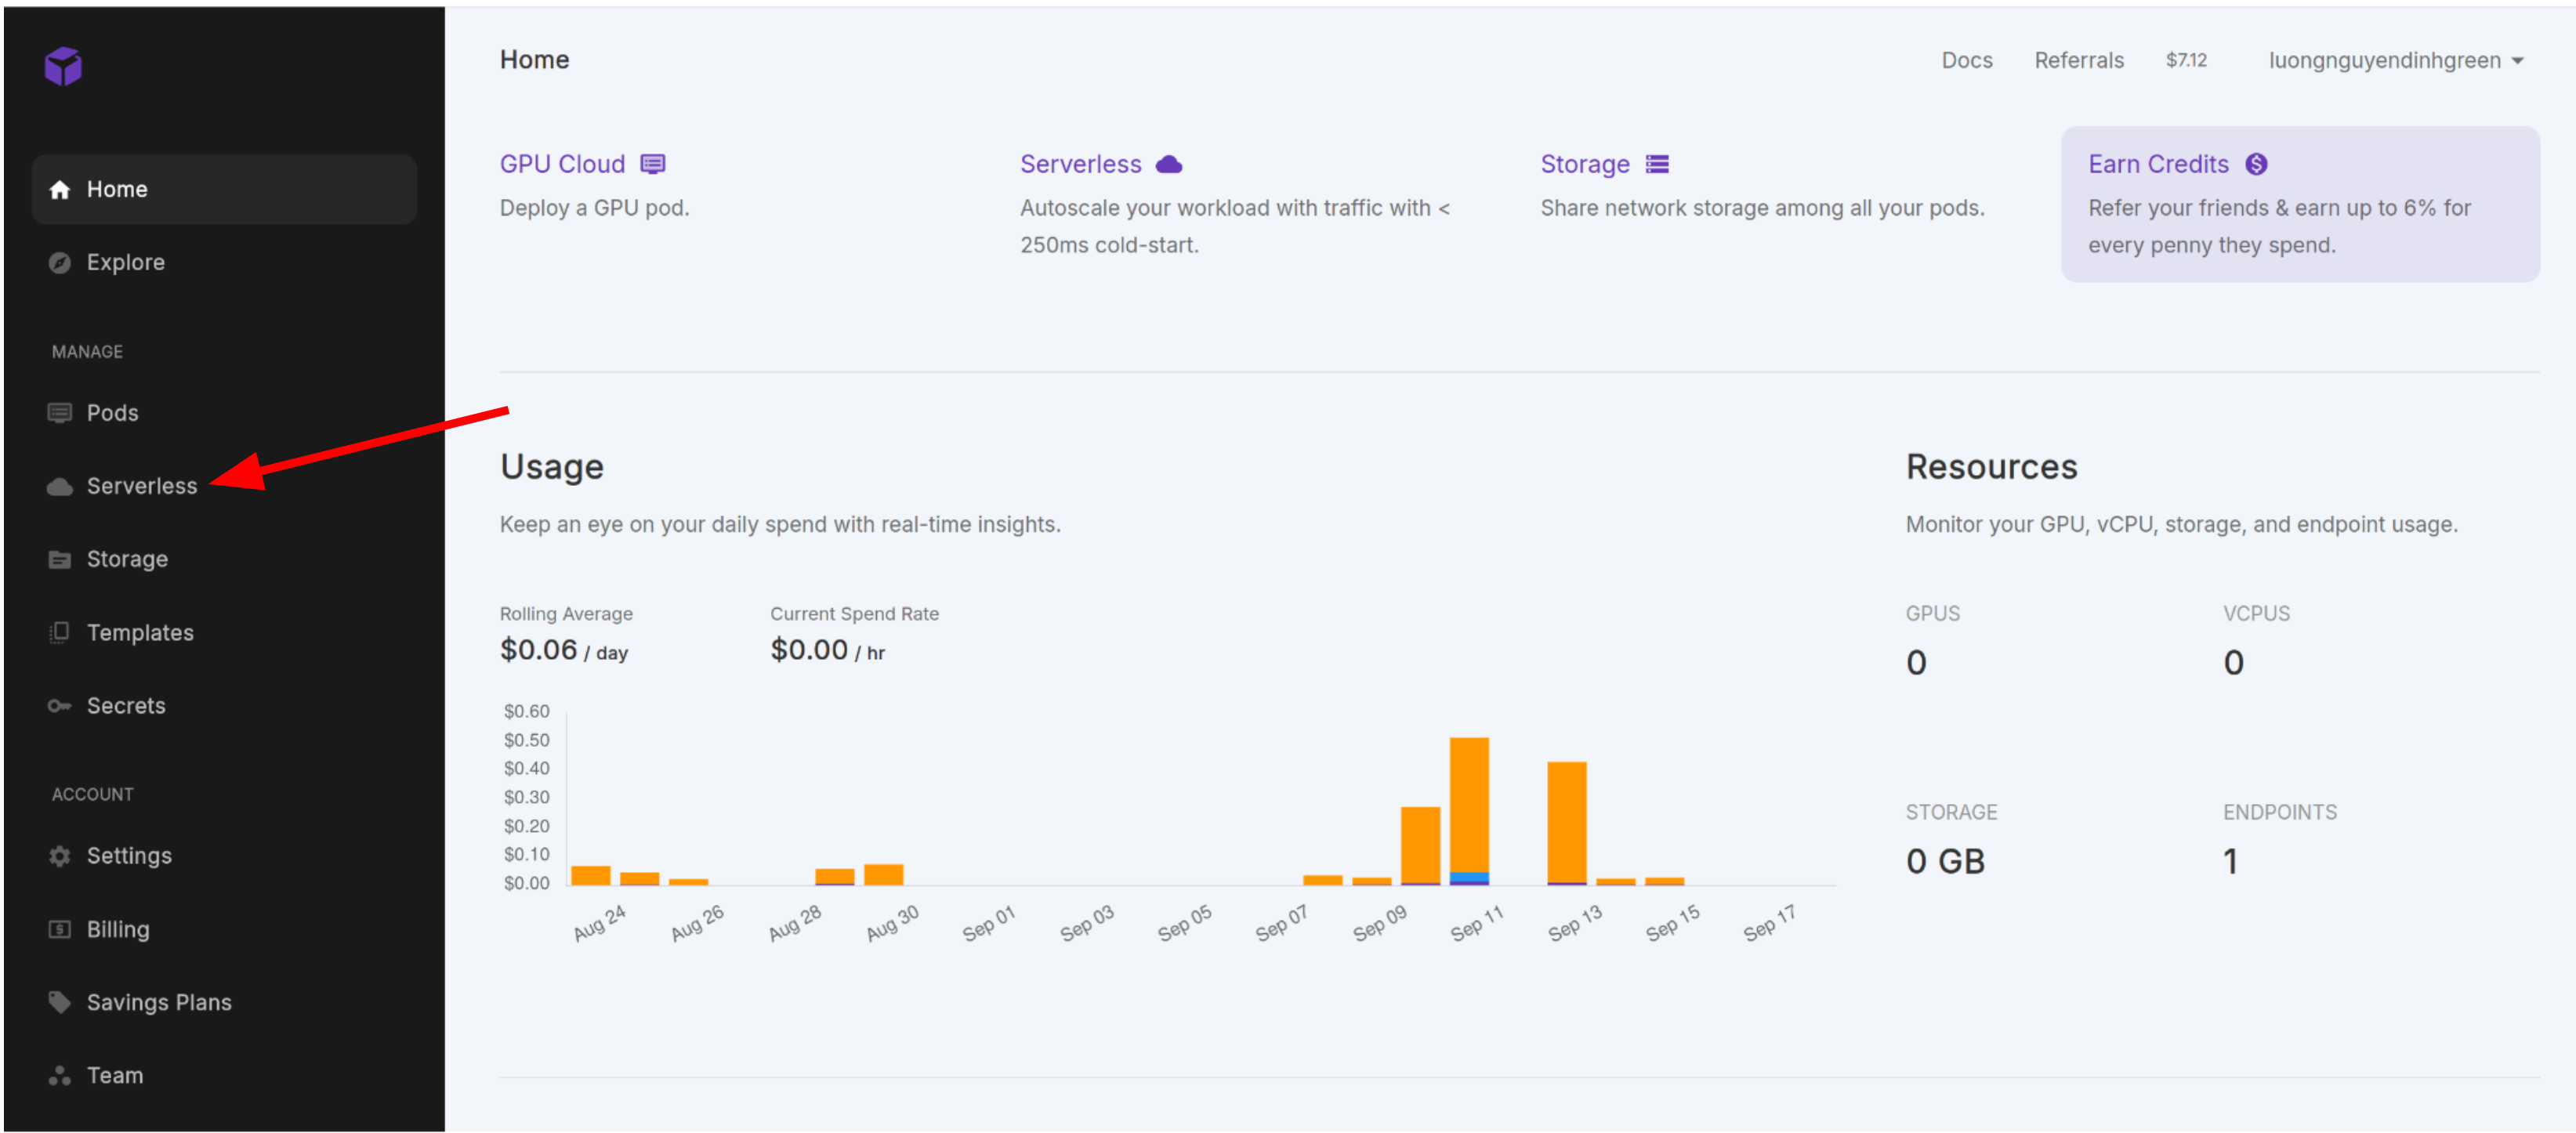 Home
Docs
Referrals
$7.12
luongnguyendinhgreen
Home
Explore
MANAGE
Pods
Serverless
Storage
Templates
Secrets
ACCOUNT
Settings
Billing
Savings Plans
Team
GPU Cloud
Deploy a GPU pod.
Serverless
Autoscale your workload with traffic with <
250ms cold-start.
Storage
Share network storage among all your pods.
Earn Credits
Refer your friends & earn up to 6% for
every penny they spend.
Usage
Keep an eye on your daily spend with real-time insights.
Rolling Average
$0.06 / day
Current Spend Rate
$0.00 / hr
$0.60
$0.50
$0.40
$0.30
$0.20
$0.10
$0.00
Aug 24
Aug 26
Aug 28
Aug 30
Sep 01
Sep 03
Sep 05
Sep 07
Sep 09
Sep 11
Sep 13
Sep 15
Sep 17
Resources
Monitor your GPU, vCPU, storage, and endpoint usage.
GPUS
0
VCPUS
0
STORAGE
0 GB
ENDPOINTS
1